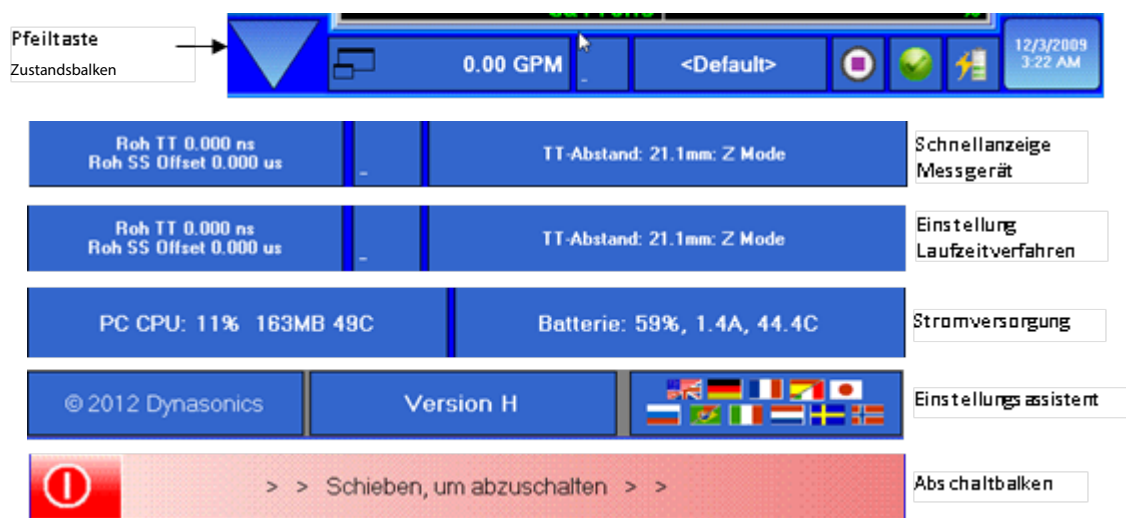 %
Pfeiltaste
Zustandsbalken
0.00 GPM
_
<Default>
12/3/2009
3:22 AM
Roh TT 0.000 ns
Roh SS Offset 0.000 us
_
TT-Abstand: 21.1mm: Z Mode
Schnellanzeige
Messgerät
Roh TT 0.000 ns
Roh SS Offset 0.000 us
_
TT-Abstand: 21.1mm: Z Mode
Einstellung
Laufzeitverfahren
PC CPU: 11% 163MB 49C
Batterie: 59%, 1.4A, 44.4C
Stromversorgung
© 2012 Dynasonics
Version H
Einstellungsassistent
> > Schieben, um abzuschalten > >
Abschaltbalken